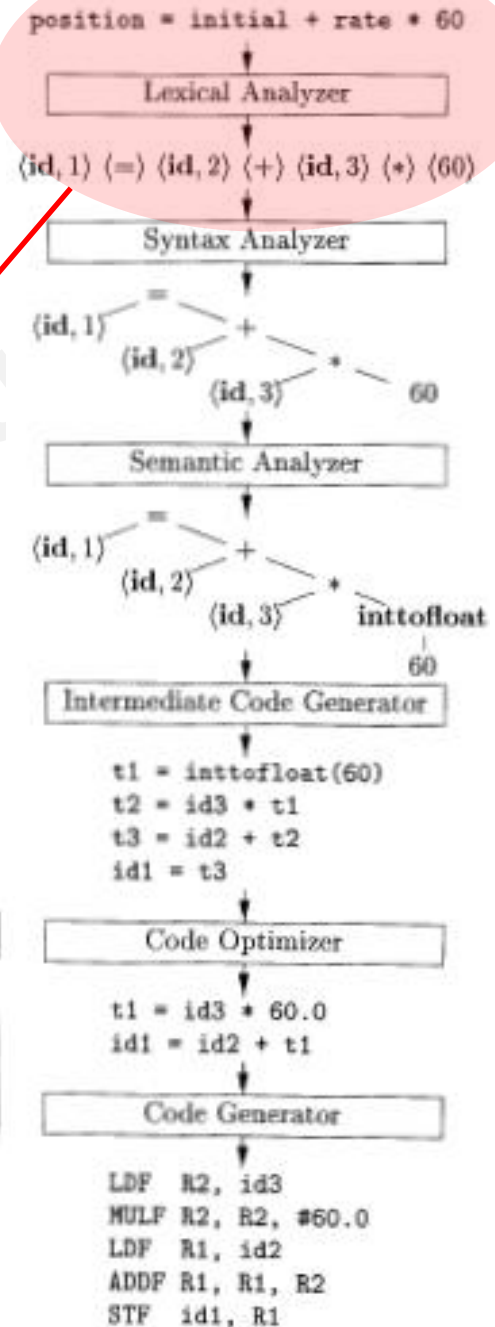 position = initial + rate * 60
Lexical Analyzer
⟨id, 1⟩ ⟨=⟩ ⟨id, 2⟩ ⟨+⟩ ⟨id, 3⟩ ⟨*⟩ ⟨60⟩
Syntax Analyzer
=
⟨id, 1⟩ +
⟨id, 2⟩ *
⟨id, 3⟩ 60
Semantic Analyzer
=
⟨id, 1⟩ +
⟨id, 2⟩ *
⟨id, 3⟩ inttofloat
60
Intermediate Code Generator
t1 = inttofloat(60)
t2 = id3 * t1
t3 = id2 + t2
id1 = t3
Code Optimizer
t1 = id3 * 60.0
id1 = id2 + t1
Code Generator
LDF R2, id3
MULF R2, R2, #60.0
LDF R1, id2
ADDF R1, R1, R2
STF id1, R1